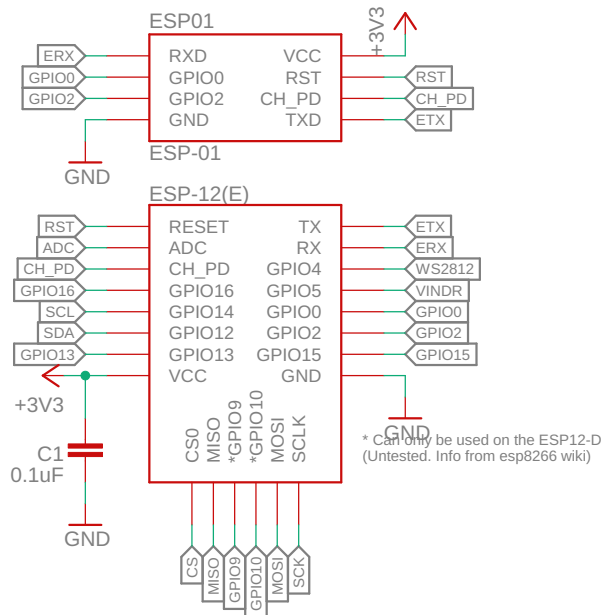 ESP01
+3V3
ERX
RXD
VCC
GPIO0
GPIO0
RST
RST
GPIO2
GPIO2
CH_PD
CH_PD
GND
TXD
ETX
ESP-01
GND
ESP-12(E)
RST
RESET
TX
ETX
ADC
ADC
RX
ERX
CH_PD
CH_PD
GPIO4
WS2812
GPIO16
GPIO16
GPIO5
VINDR
SCL
GPIO14
GPIO0
GPIO0
SDA
GPIO12
GPIO2
GPIO2
GPIO13
GPIO13
GPIO15
GPIO15
VCC
GND
+3V3
GND
C1
0.1uF
GND
CS0
MISO
*GPIO9
*GPIO10
MOSI
SCLK
* Can only be used on the ESP12-D
(Untested. Info from esp8266 wiki)
CS
MISO
GPIO9
GPIO10
MOSI
SCK